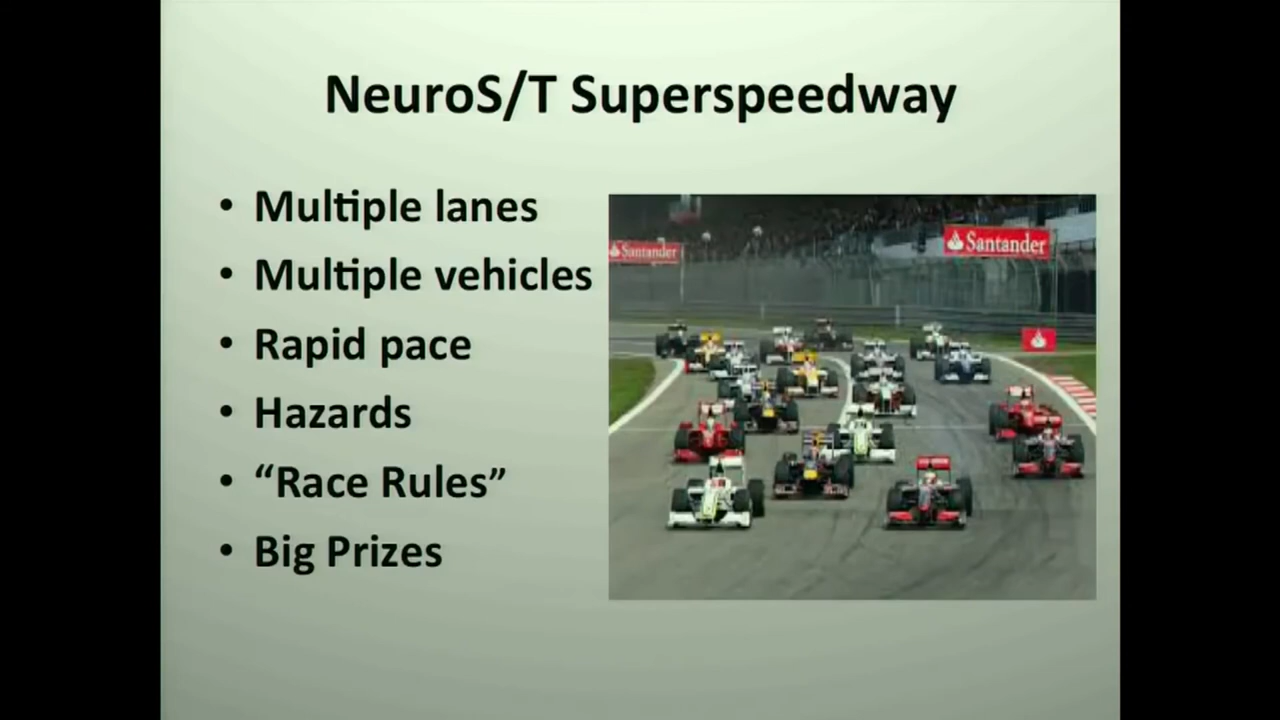 NeuroS/T Superspeedway
• Multiple lanes
• Multiple vehicles
• Rapid pace
• Hazards
• “Race Rules”
• Big Prizes
Santander
Santander